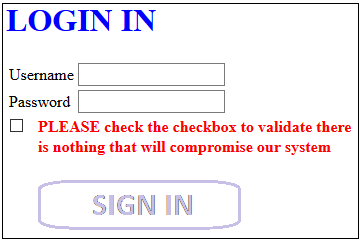 LOGIN IN
Username
Password
PLEASE check the checkbox to validate there
is nothing that will compromise our system
SIGN IN